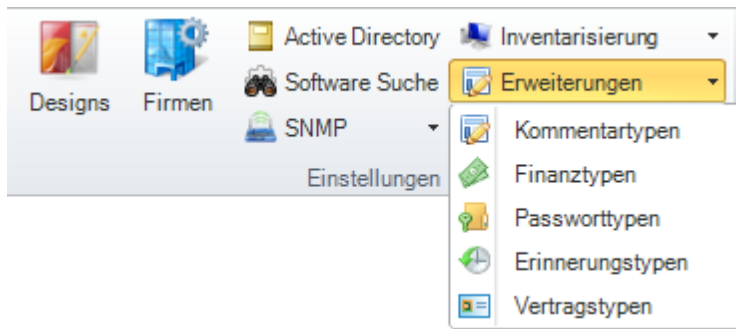 Designs
Firmen
Active Directory
Software Suche
SNMP
Inventarisierung
Erweiterungen
Einstellungen
Kommentartypen
Finanztypen
Passworttypen
Erinnerungstypen
Vertragstypen